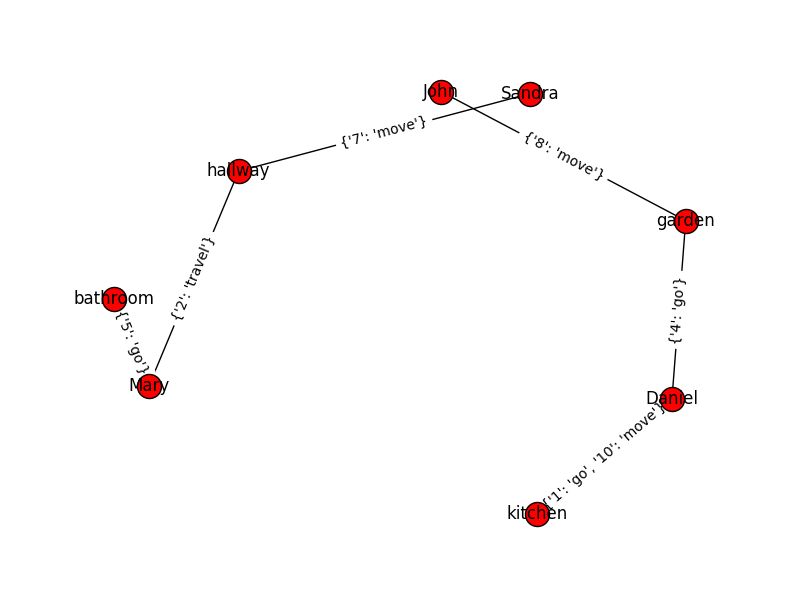 John
Sandra
{'7': 'move'}
{'8': 'move'}
hallway
garden
{'2': 'travel'}
bathroom
{'4': 'go'}
{'5': 'go'}
Mary
Daniel
{'1': 'go', '10': 'move'}
kitchen